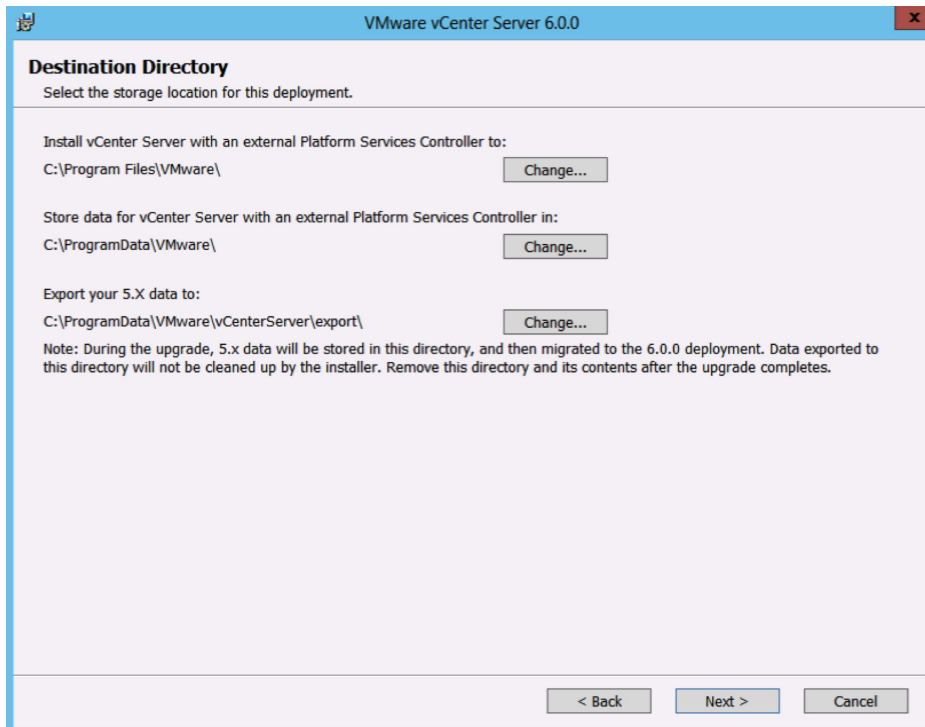 VMware vCenter Server 6.0.0
x
Destination Directory
Select the storage location for this deployment.
Install vCenter Server with an external Platform Services Controller to:
C:\Program Files\VMware\
Change...
Store data for vCenter Server with an external Platform Services Controller in:
C:\ProgramData\VMware\
Change...
Export your 5.X data to:
C:\ProgramData\VMware\vCenterServer\export\
Change...
Note: During the upgrade, 5.x data will be stored in this directory, and then migrated to the 6.0.0 deployment. Data exported to
this directory will not be cleaned up by the installer. Remove this directory and its contents after the upgrade completes.
< Back
Next >
Cancel